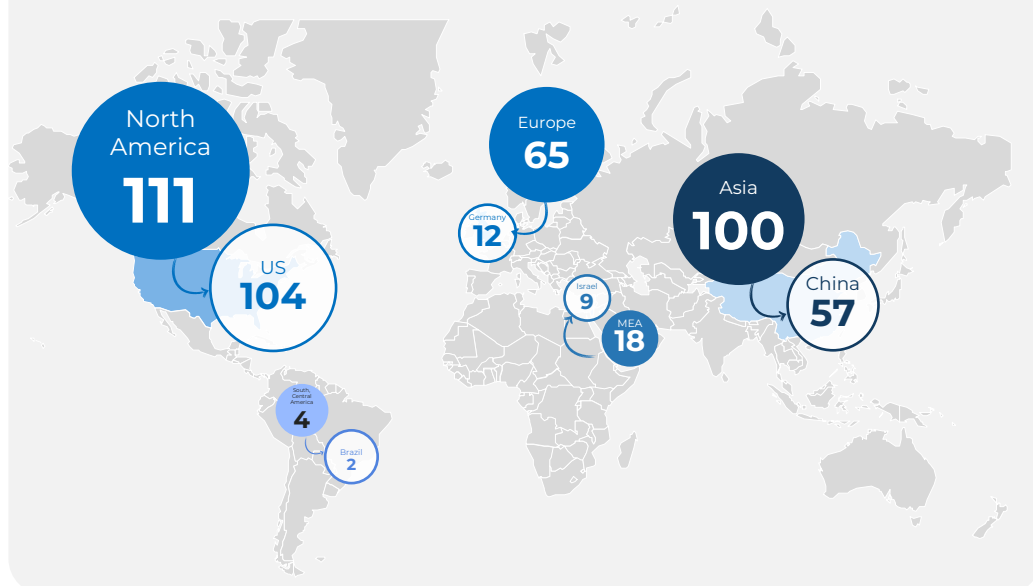 North
America
111
US
104
Europe
65
Germany
12
Asia
100
China
57
Israel
9
MEA
18
South,
Central
America
4
Brazil
2